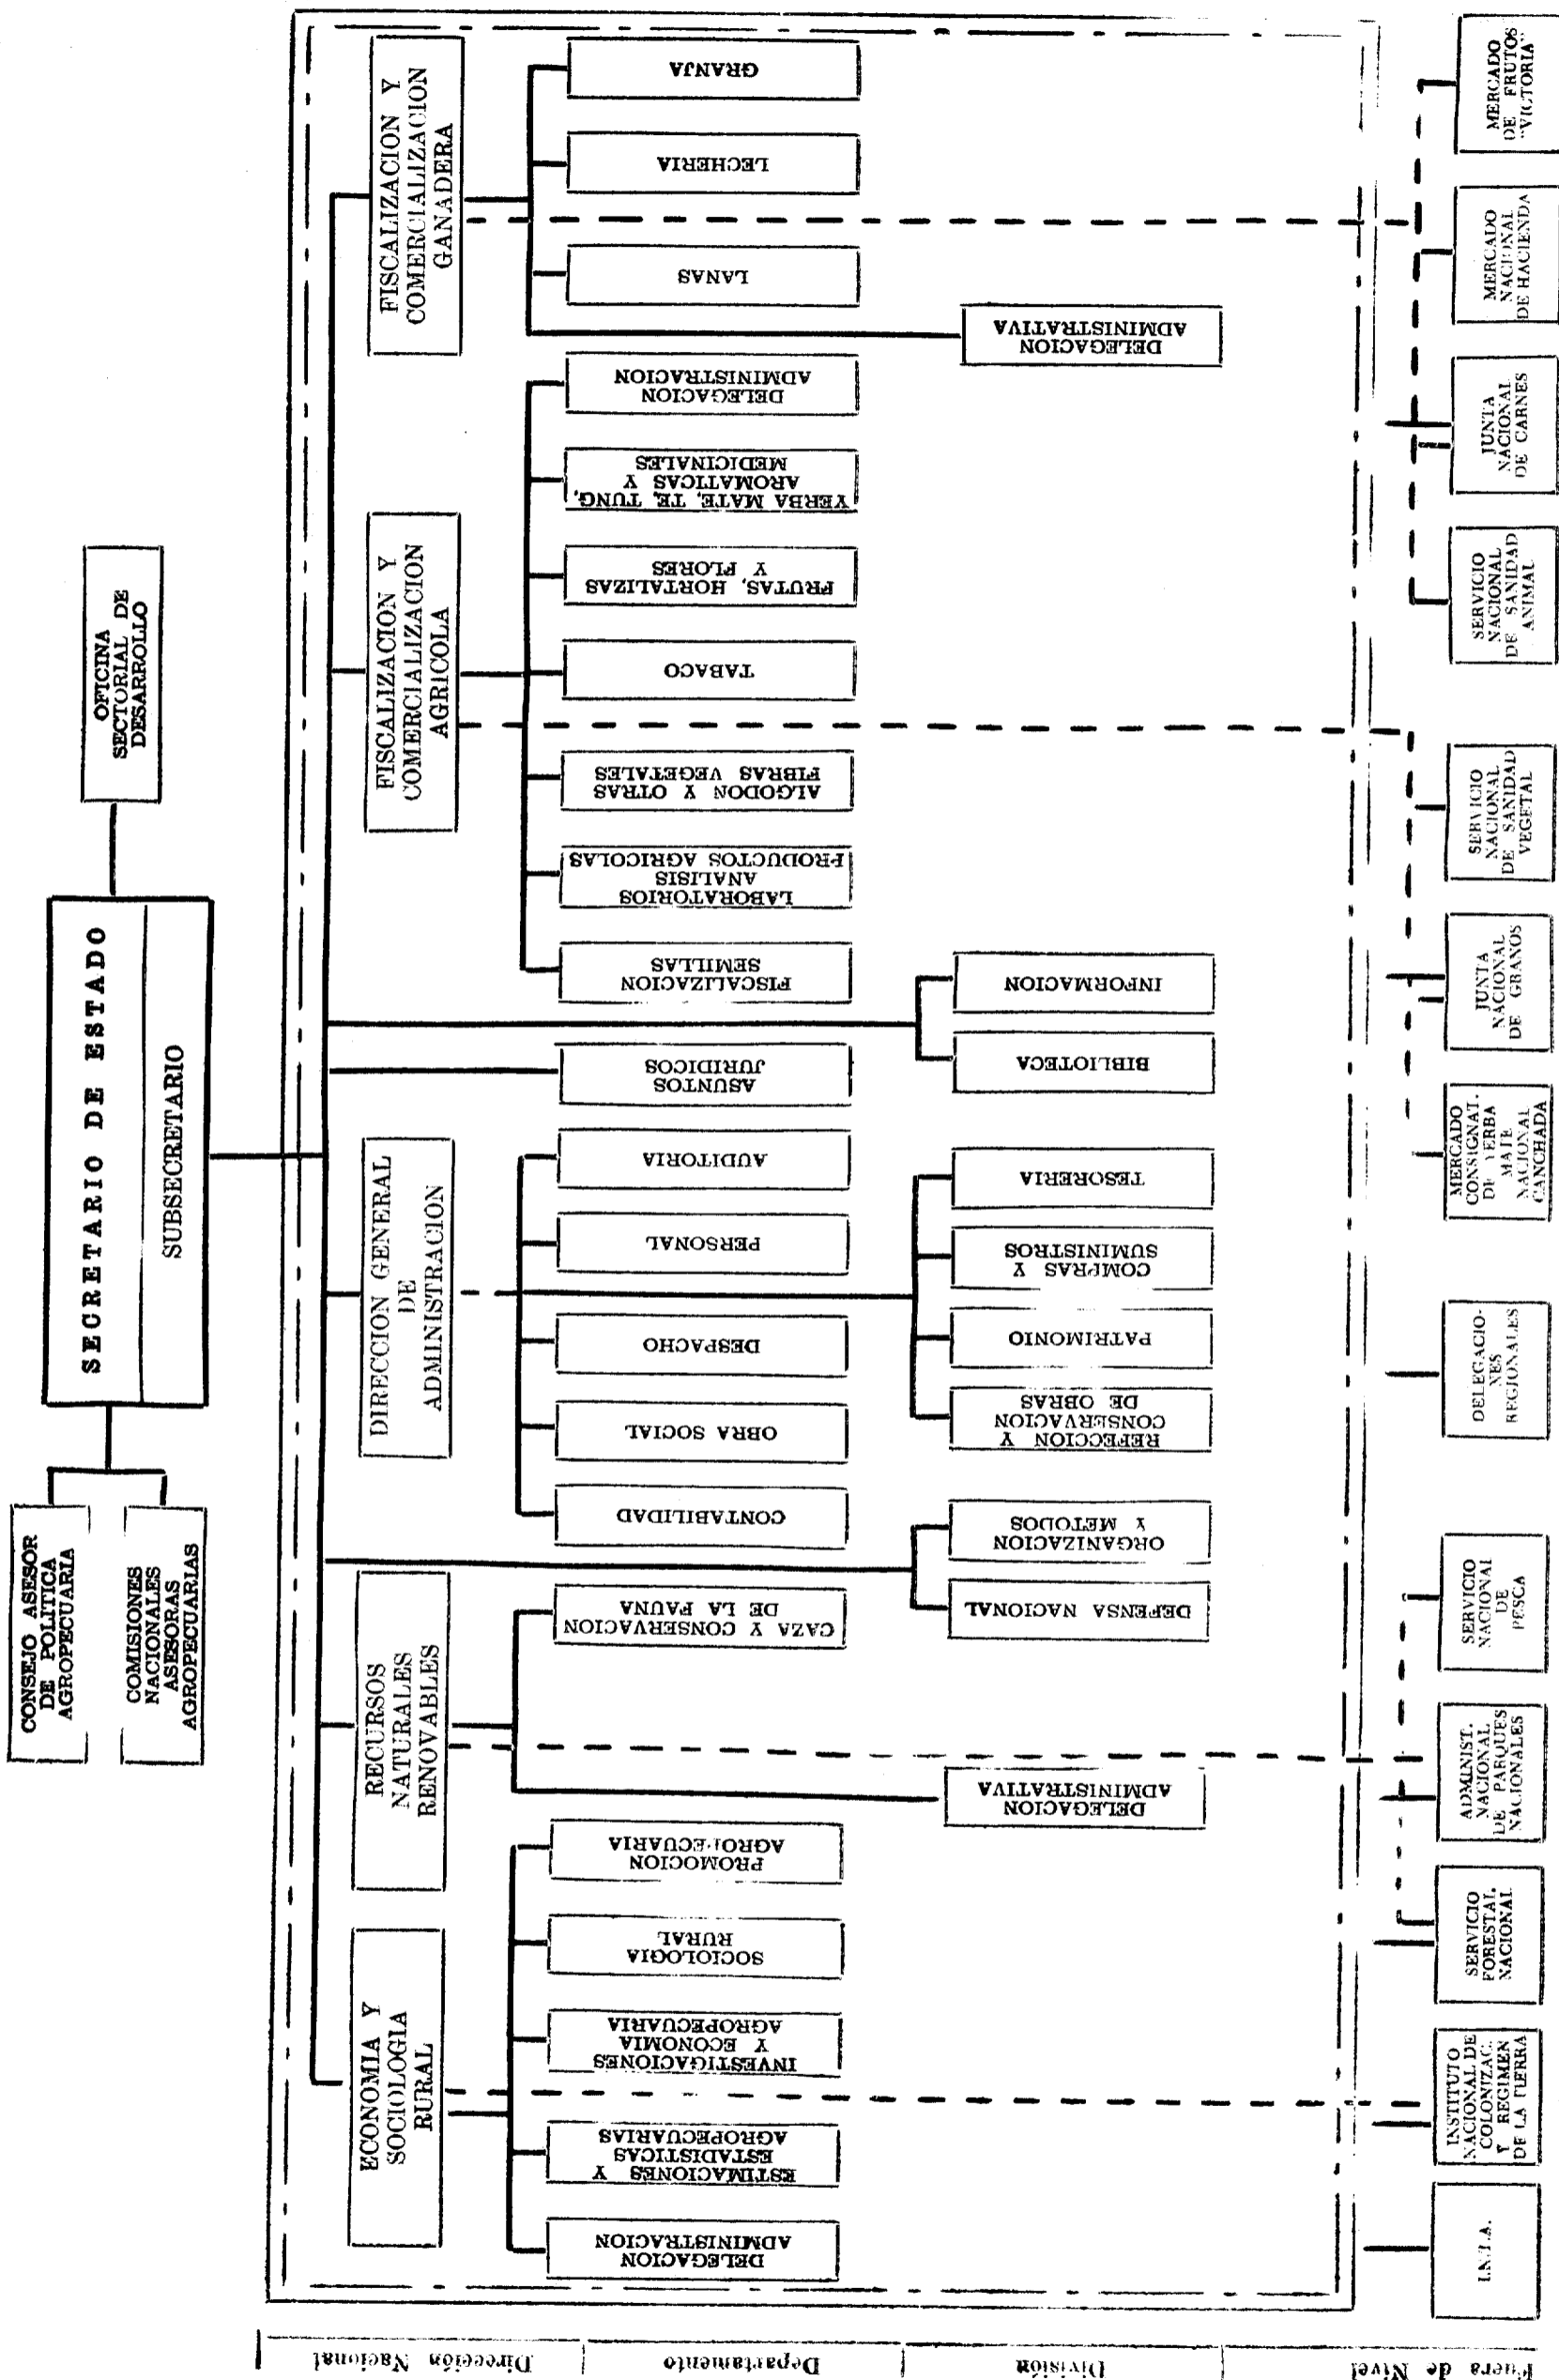 CONSEJO ASESOR
DE POLITICA
AGROPECUARIA
COMISIONES
NACIONALES
ASESORAS
AGROPECUARIAS
SECRETARIO DE ESTADO
SUBSECRETARIO
OFICINA
SECTORIAL DE
DESARROLLO
Dirección Nacional
ECONOMIA Y
SOCIOLOGIA
RURAL
RECURSOS
NATURALES
RENOVABLES
DIRECCION GENERAL
DE
ADMINISTRACION
FISCALIZACION Y
COMERCIALIZACION
AGRICOLA
FISCALIZACION Y
COMERCIALIZACION
GANADERA
Departamento
DELEGACION
ADMINISTRACION
ESTIMACIONES Y
ESTADISTICAS
AGROPECUARIAS
INVESTIGACIONES
Y ECONOMIA
AGROPECUARIA
SOCIOLOGIA
RURAL
PROMOCION
AGROPECUARIA
CAZA Y CONSERVACION
DE LA FAUNA
CONTABILIDAD
OBRA SOCIAL
DESPACHO
PERSONAL
AUDITORIA
ASUNTOS
JURIDICOS
FISCALIZACION
SEMILLAS
LABORATORIOS
ANALISIS
PRODUCTOS AGRICOLAS
ALGODON Y OTRAS
FIBRAS VEGETALES
TABACO
FRUTAS, HORTALIZAS
Y FLORES
YERBA MATE, TE, TUNG,
AROMATICAS Y
MEDICINALES
DELEGACION
ADMINISTRACION
LANAS
LECHERIA
GRANJA
División
DELEGACION
ADMINISTRATIVA
DEFENSA NACIONAL
ORGANIZACION
Y METODOS
REFECCION Y
CONSERVACION
DE OBRAS
PATRIMONIO
COMPRAS Y
SUMINISTROS
TESORERIA
BIBLIOTECA
INFORMACION
DELEGACION
ADMINISTRATIVA
Fuera de Nivel
I.N.T.A.
INSTITUTO
NACIONAL DE
COLONIZAC.
Y REGIMEN
DE LA TIERRA
SERVICIO
FORESTAL
NACIONAL
ADMINIST.
NACIONAL
DE PARQUES
NACIONALES
SERVICIO
NACIONAL
DE
PESCA
DELEGACIO-
NES
REGIONALES
MERCADO
CONSIGNAT.
DE YERBA
MATE
NACIONAL
CANCHADA
JUNTA
NACIONAL
DE GRANOS
SERVICIO
NACIONAL
DE SANIDAD
VEGETAL
SERVICIO
NACIONAL
DE SANIDAD
ANIMAL
JUNTA
NACIONAL
DE CARNES
MERCADO
NACIONAL
DE HACIENDA
MERCADO
DE FRUTOS
"VICTORIA"